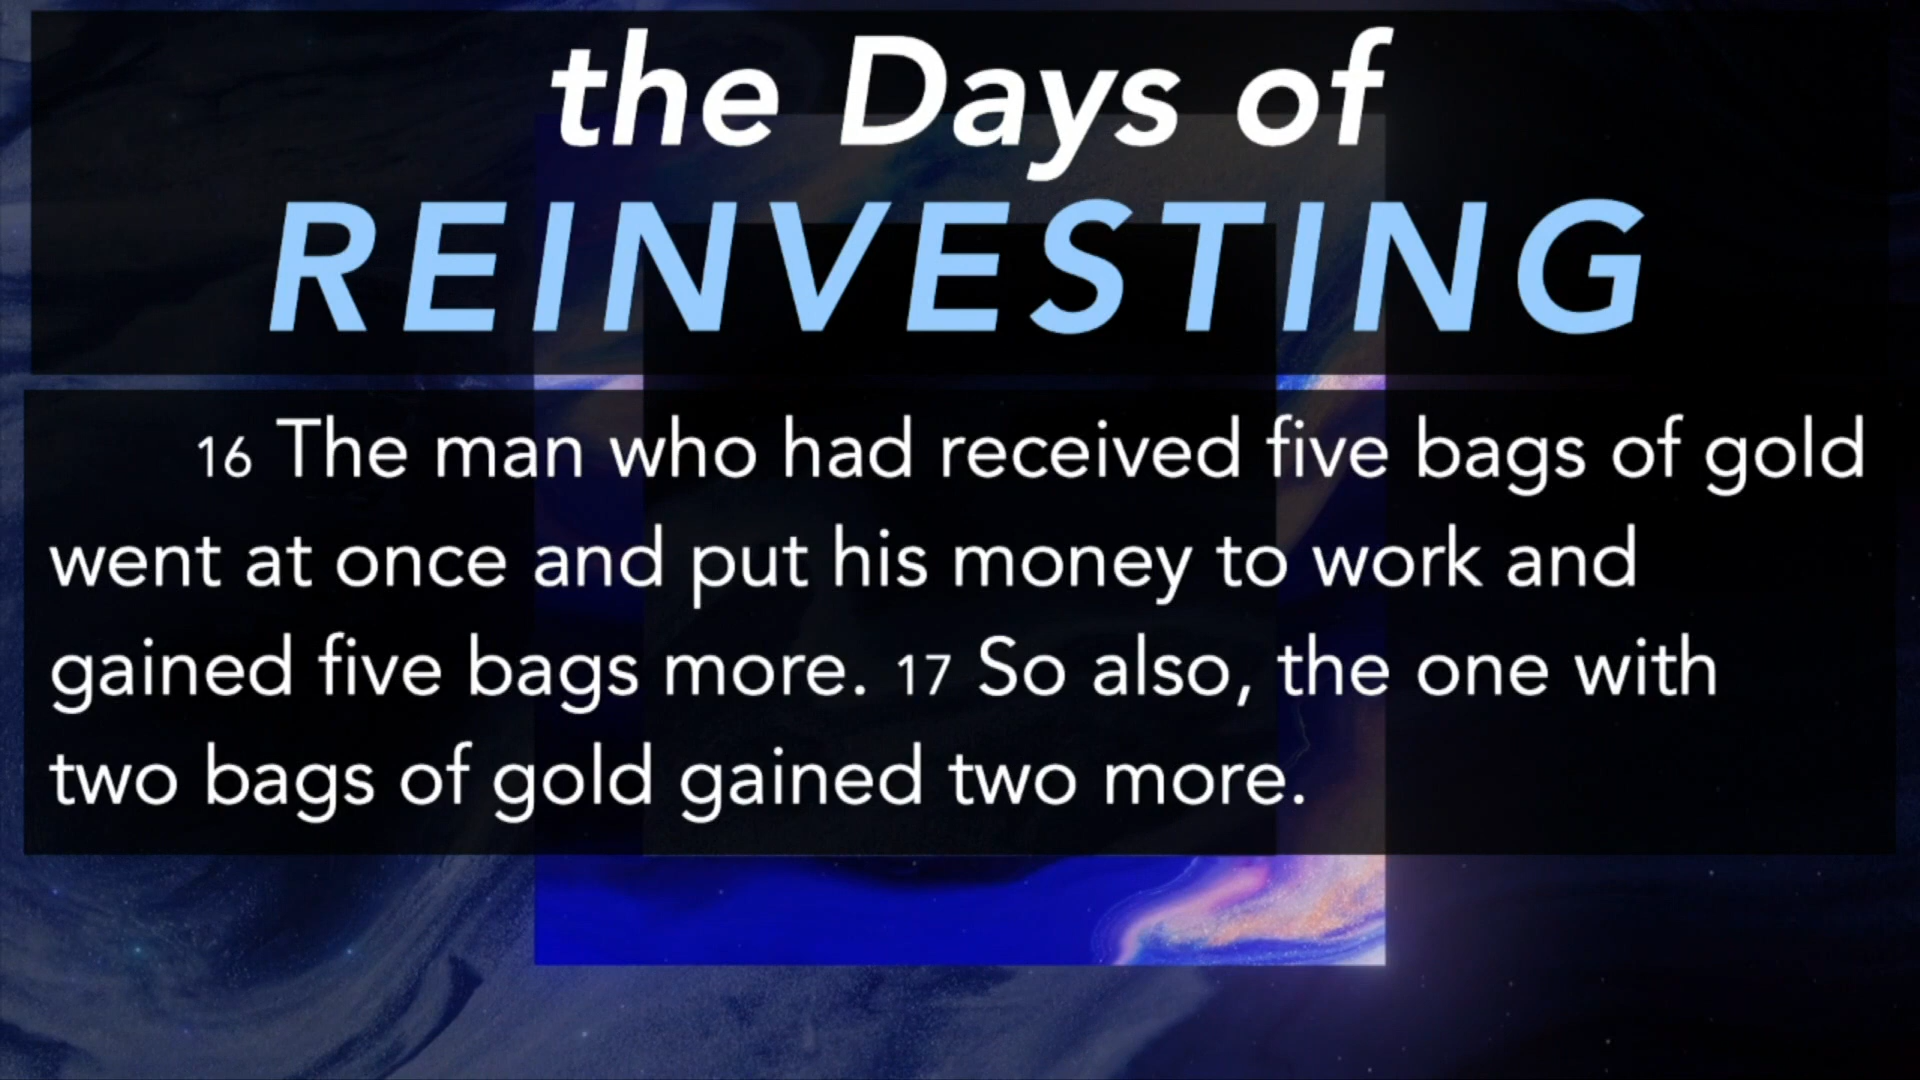 the Days of
REINVESTING
16 The man who had received five bags of gold
went at once and put his money to work and
gained five bags more. 17 So also, the one with
two bags of gold gained two more.